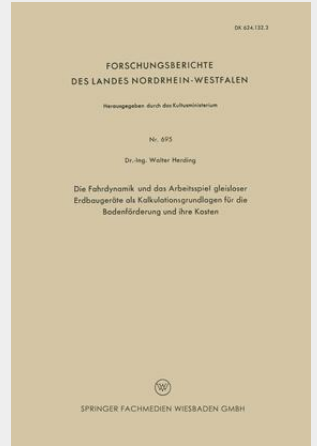 DK 624.132.3
FORSCHUNGSBERICHTE
DES LANDES NORDRHEIN-WESTFALEN
Herausgegeben durch das Kultusministerium
Nr. 695
Dr.-Ing. Walter Herding
Die Fahrdynamik und das Arbeitsspiel gleisloser
Erdbaugeräte als Kalkulationsgrundlagen für die
Bodenförderung und ihre Kosten
SPRINGER FACHMEDIEN WIESBADEN GMBH